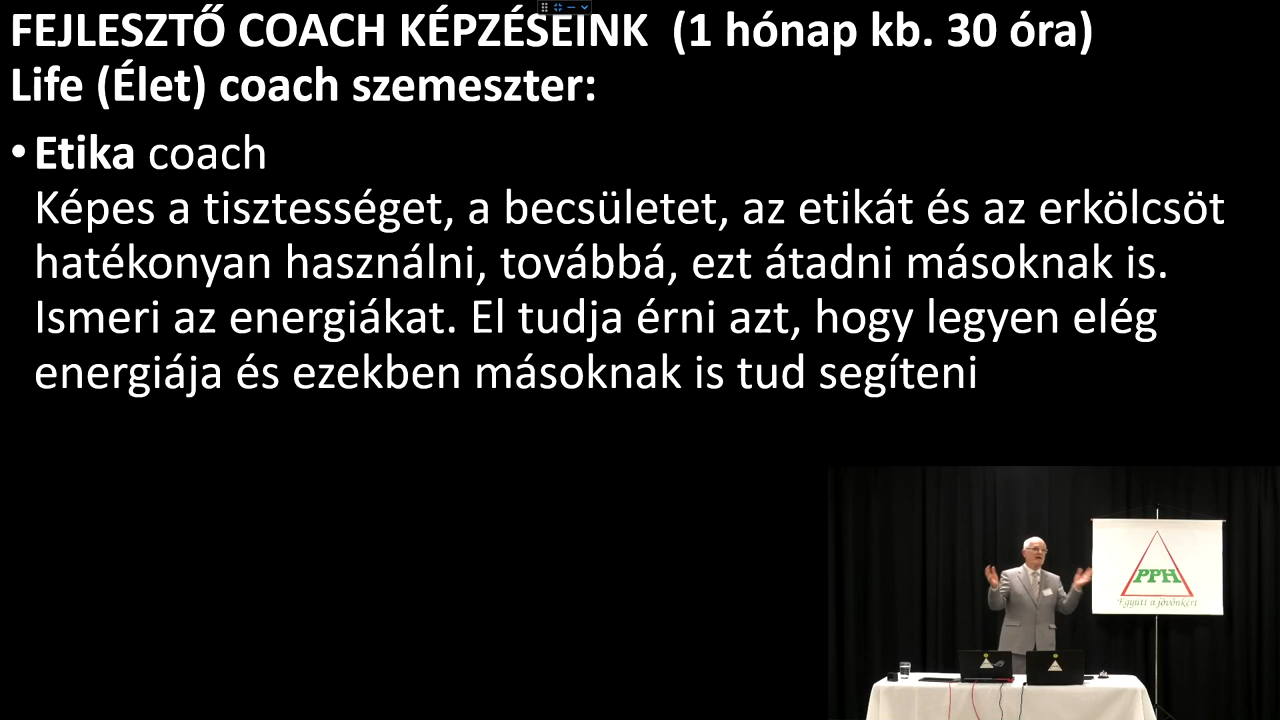 FEJLESZTŐ COACH KÉPZÉSEINK (1 hónap kb. 30 óra)
Life (Élet) coach szemeszter:
• Etika coach
Képes a tisztességet, a becsületet, az etikát és az erkölcsöt
hatékonyan használni, továbbá, ezt átadni másoknak is.
Ismeri az energiákat. El tudja érni azt, hogy legyen elég
energiája és ezekben másoknak is tud segíteni
PPH
Együtt a jövőnkért